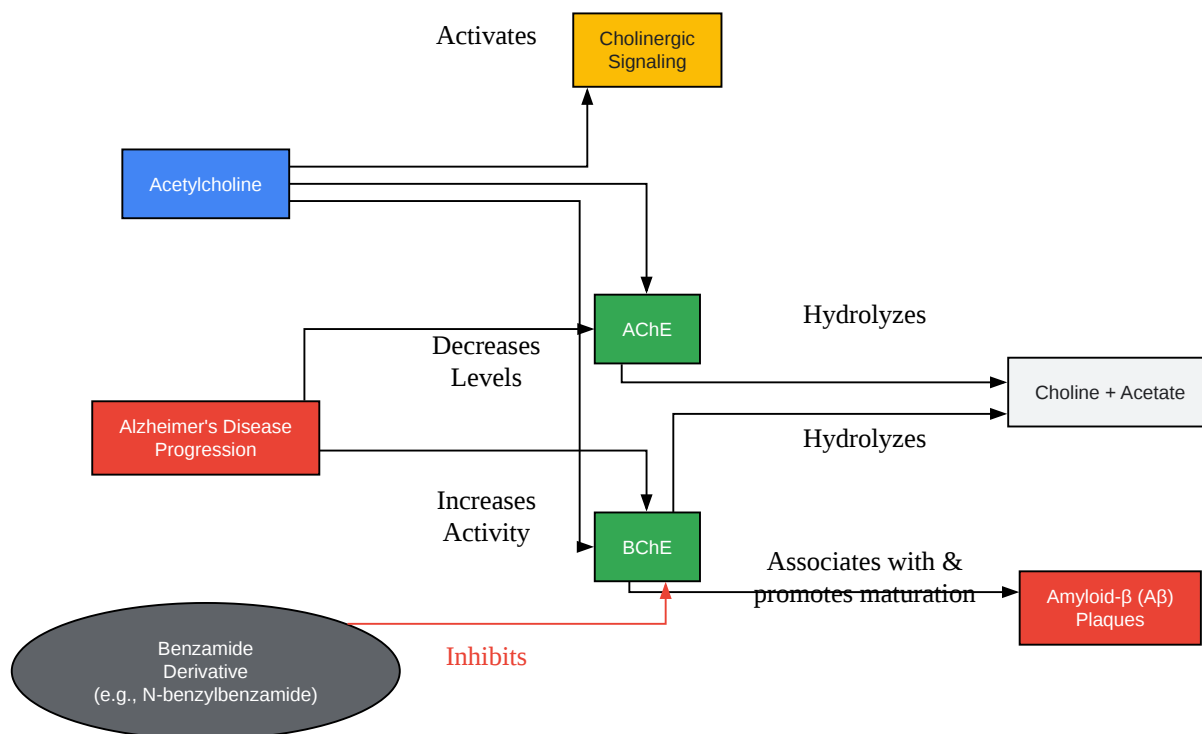 Activates
Cholinergic
Signaling
Acetylcholine
AChE
Hydrolyzes
Decreases
Levels
Choline + Acetate
Alzheimer's Disease
Progression
Hydrolyzes
Increases
Activity
BChE
Associates with &
promotes maturation
Amyloid-β (Aβ)
Plaques
Benzamide
Derivative
(e.g., N-benzylbenzamide)
Inhibits